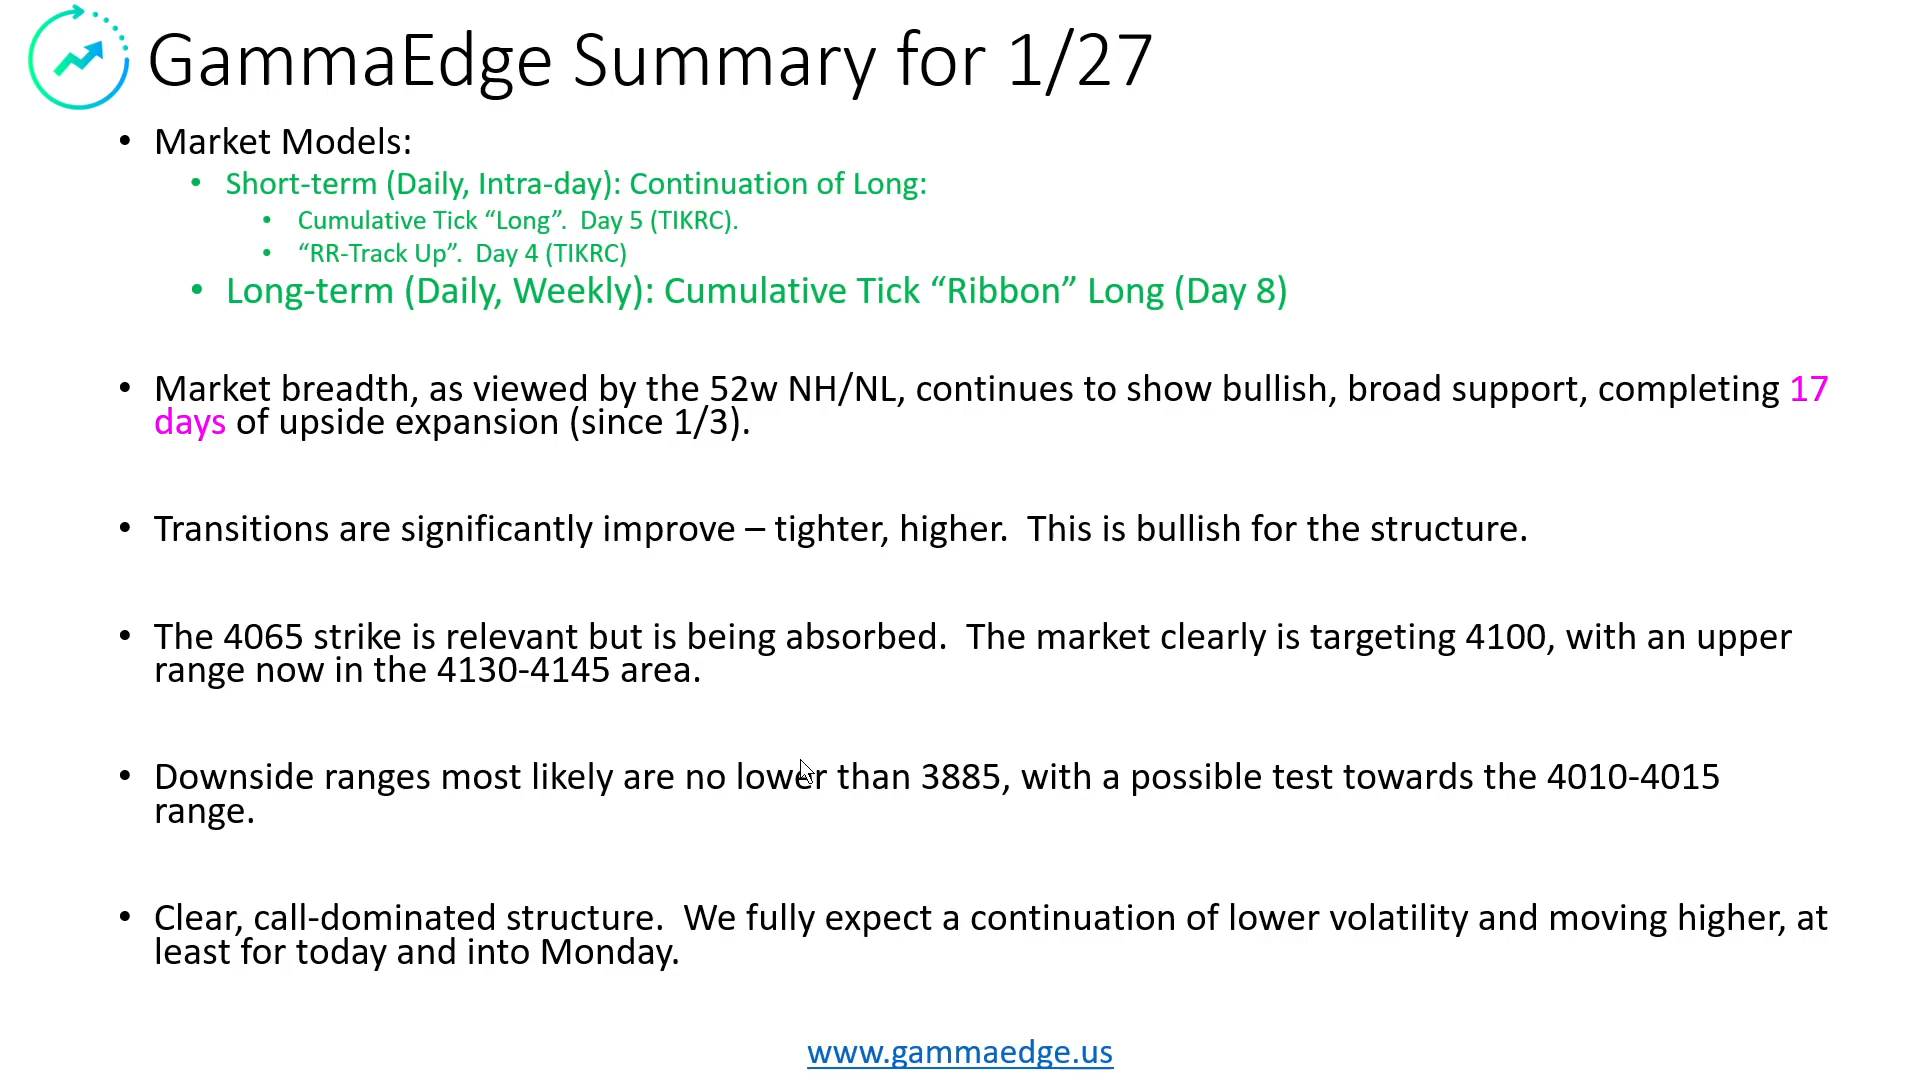 GammaEdge Summary for 1/27
• Market Models:
• Short-term (Daily, Intra-day): Continuation of Long:
• Cumulative Tick “Long”.  Day 5 (TIKRC).
• “RR-Track Up”.  Day 4 (TIKRC)
• Long-term (Daily, Weekly): Cumulative Tick “Ribbon” Long (Day 8)
• Market breadth, as viewed by the 52w NH/NL, continues to show bullish, broad support, completing 17
days of upside expansion (since 1/3).
• Transitions are significantly improve – tighter, higher.  This is bullish for the structure.
• The 4065 strike is relevant but is being absorbed.  The market clearly is targeting 4100, with an upper
range now in the 4130-4145 area.
• Downside ranges most likely are no lower than 3885, with a possible test towards the 4010-4015
range.
• Clear, call-dominated structure.  We fully expect a continuation of lower volatility and moving higher, at
least for today and into Monday.
www.gammaedge.us